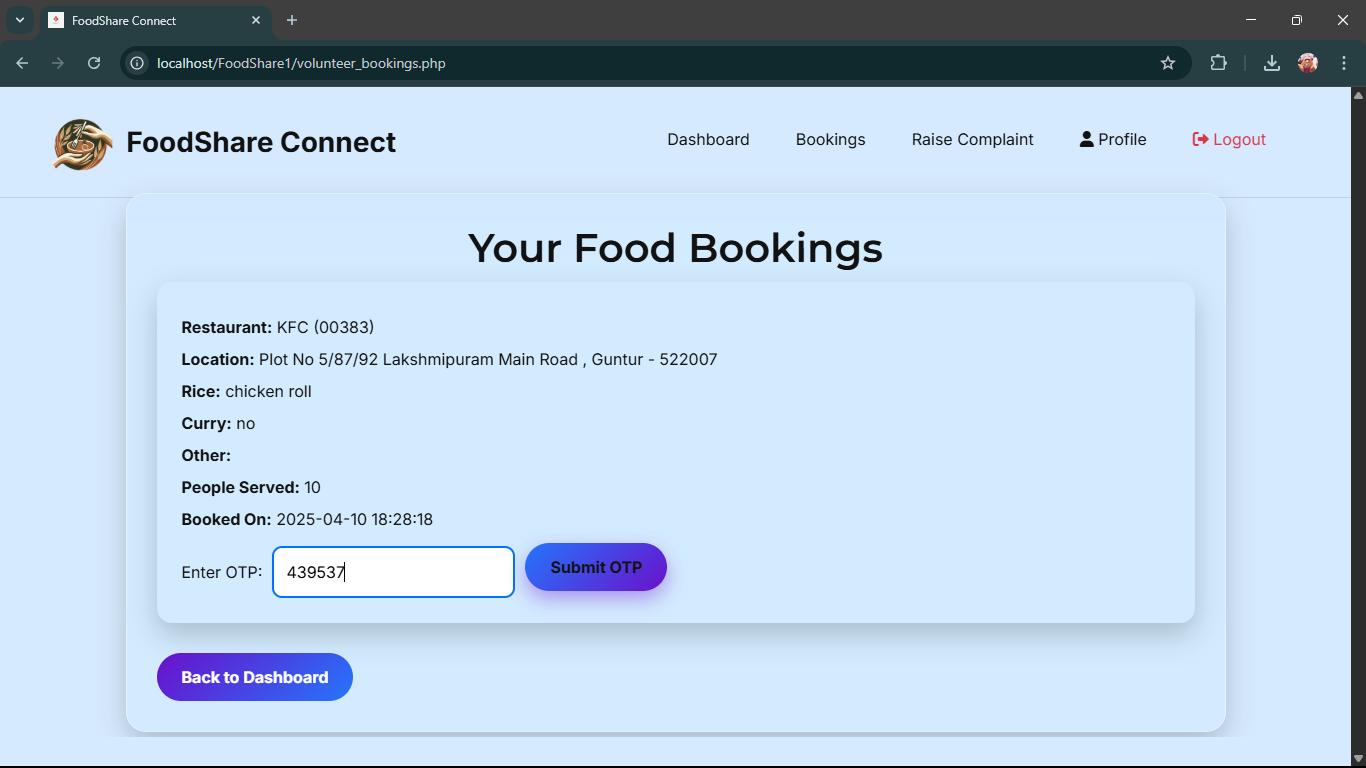 FoodShare Connect
localhost/FoodShare1/volunteer_bookings.php
FoodShare Connect
Dashboard
Bookings
Raise Complaint
Profile
Logout
Your Food Bookings
Restaurant: KFC (00383)
Location: Plot No 5/87/92 Lakshmipuram Main Road , Guntur - 522007
Rice: chicken roll
Curry: no
Other:
People Served: 10
Booked On: 2025-04-10 18:28:18
Enter OTP: 439537 Submit OTP
Back to Dashboard